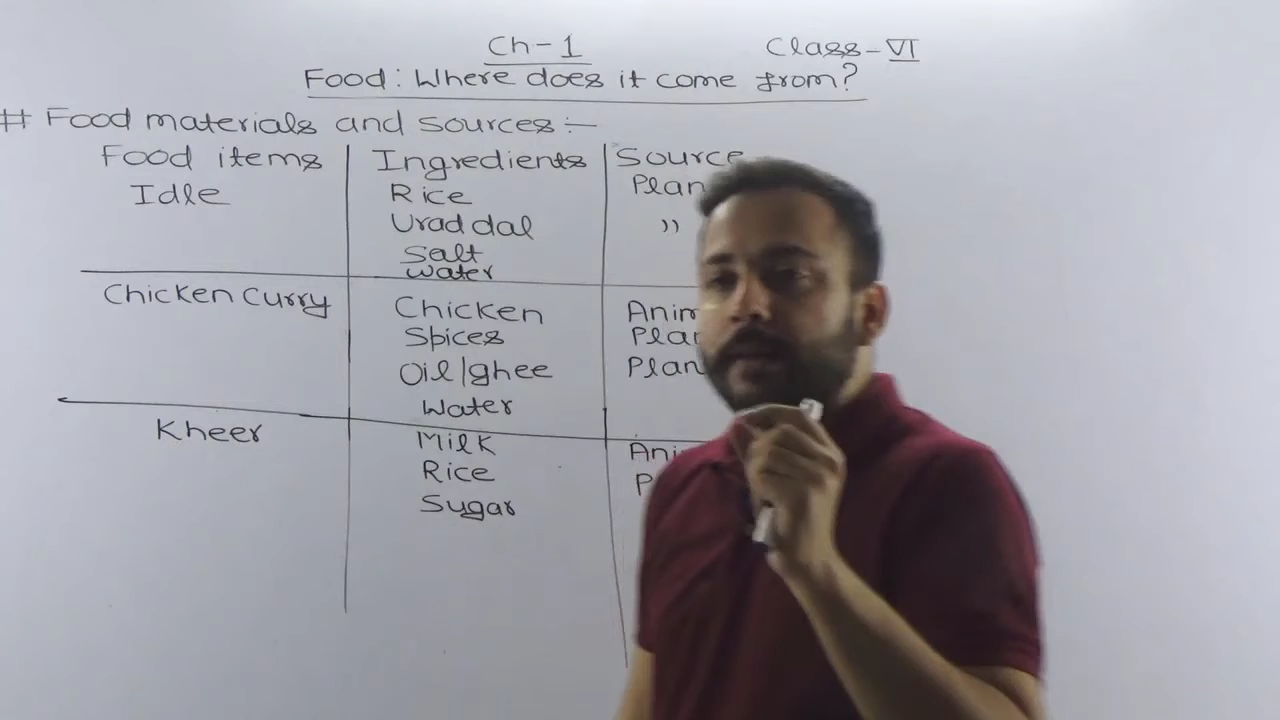 Ch-1 Class-VI
Food: Where does it come from?
# Food materials and sources:-
Food items Ingredients Source
Idle Rice
Urad dal "
Salt
water
Chicken Curry Chicken
Spices
Oil/ghee
Water
Kheer Milk
Rice
Sugar